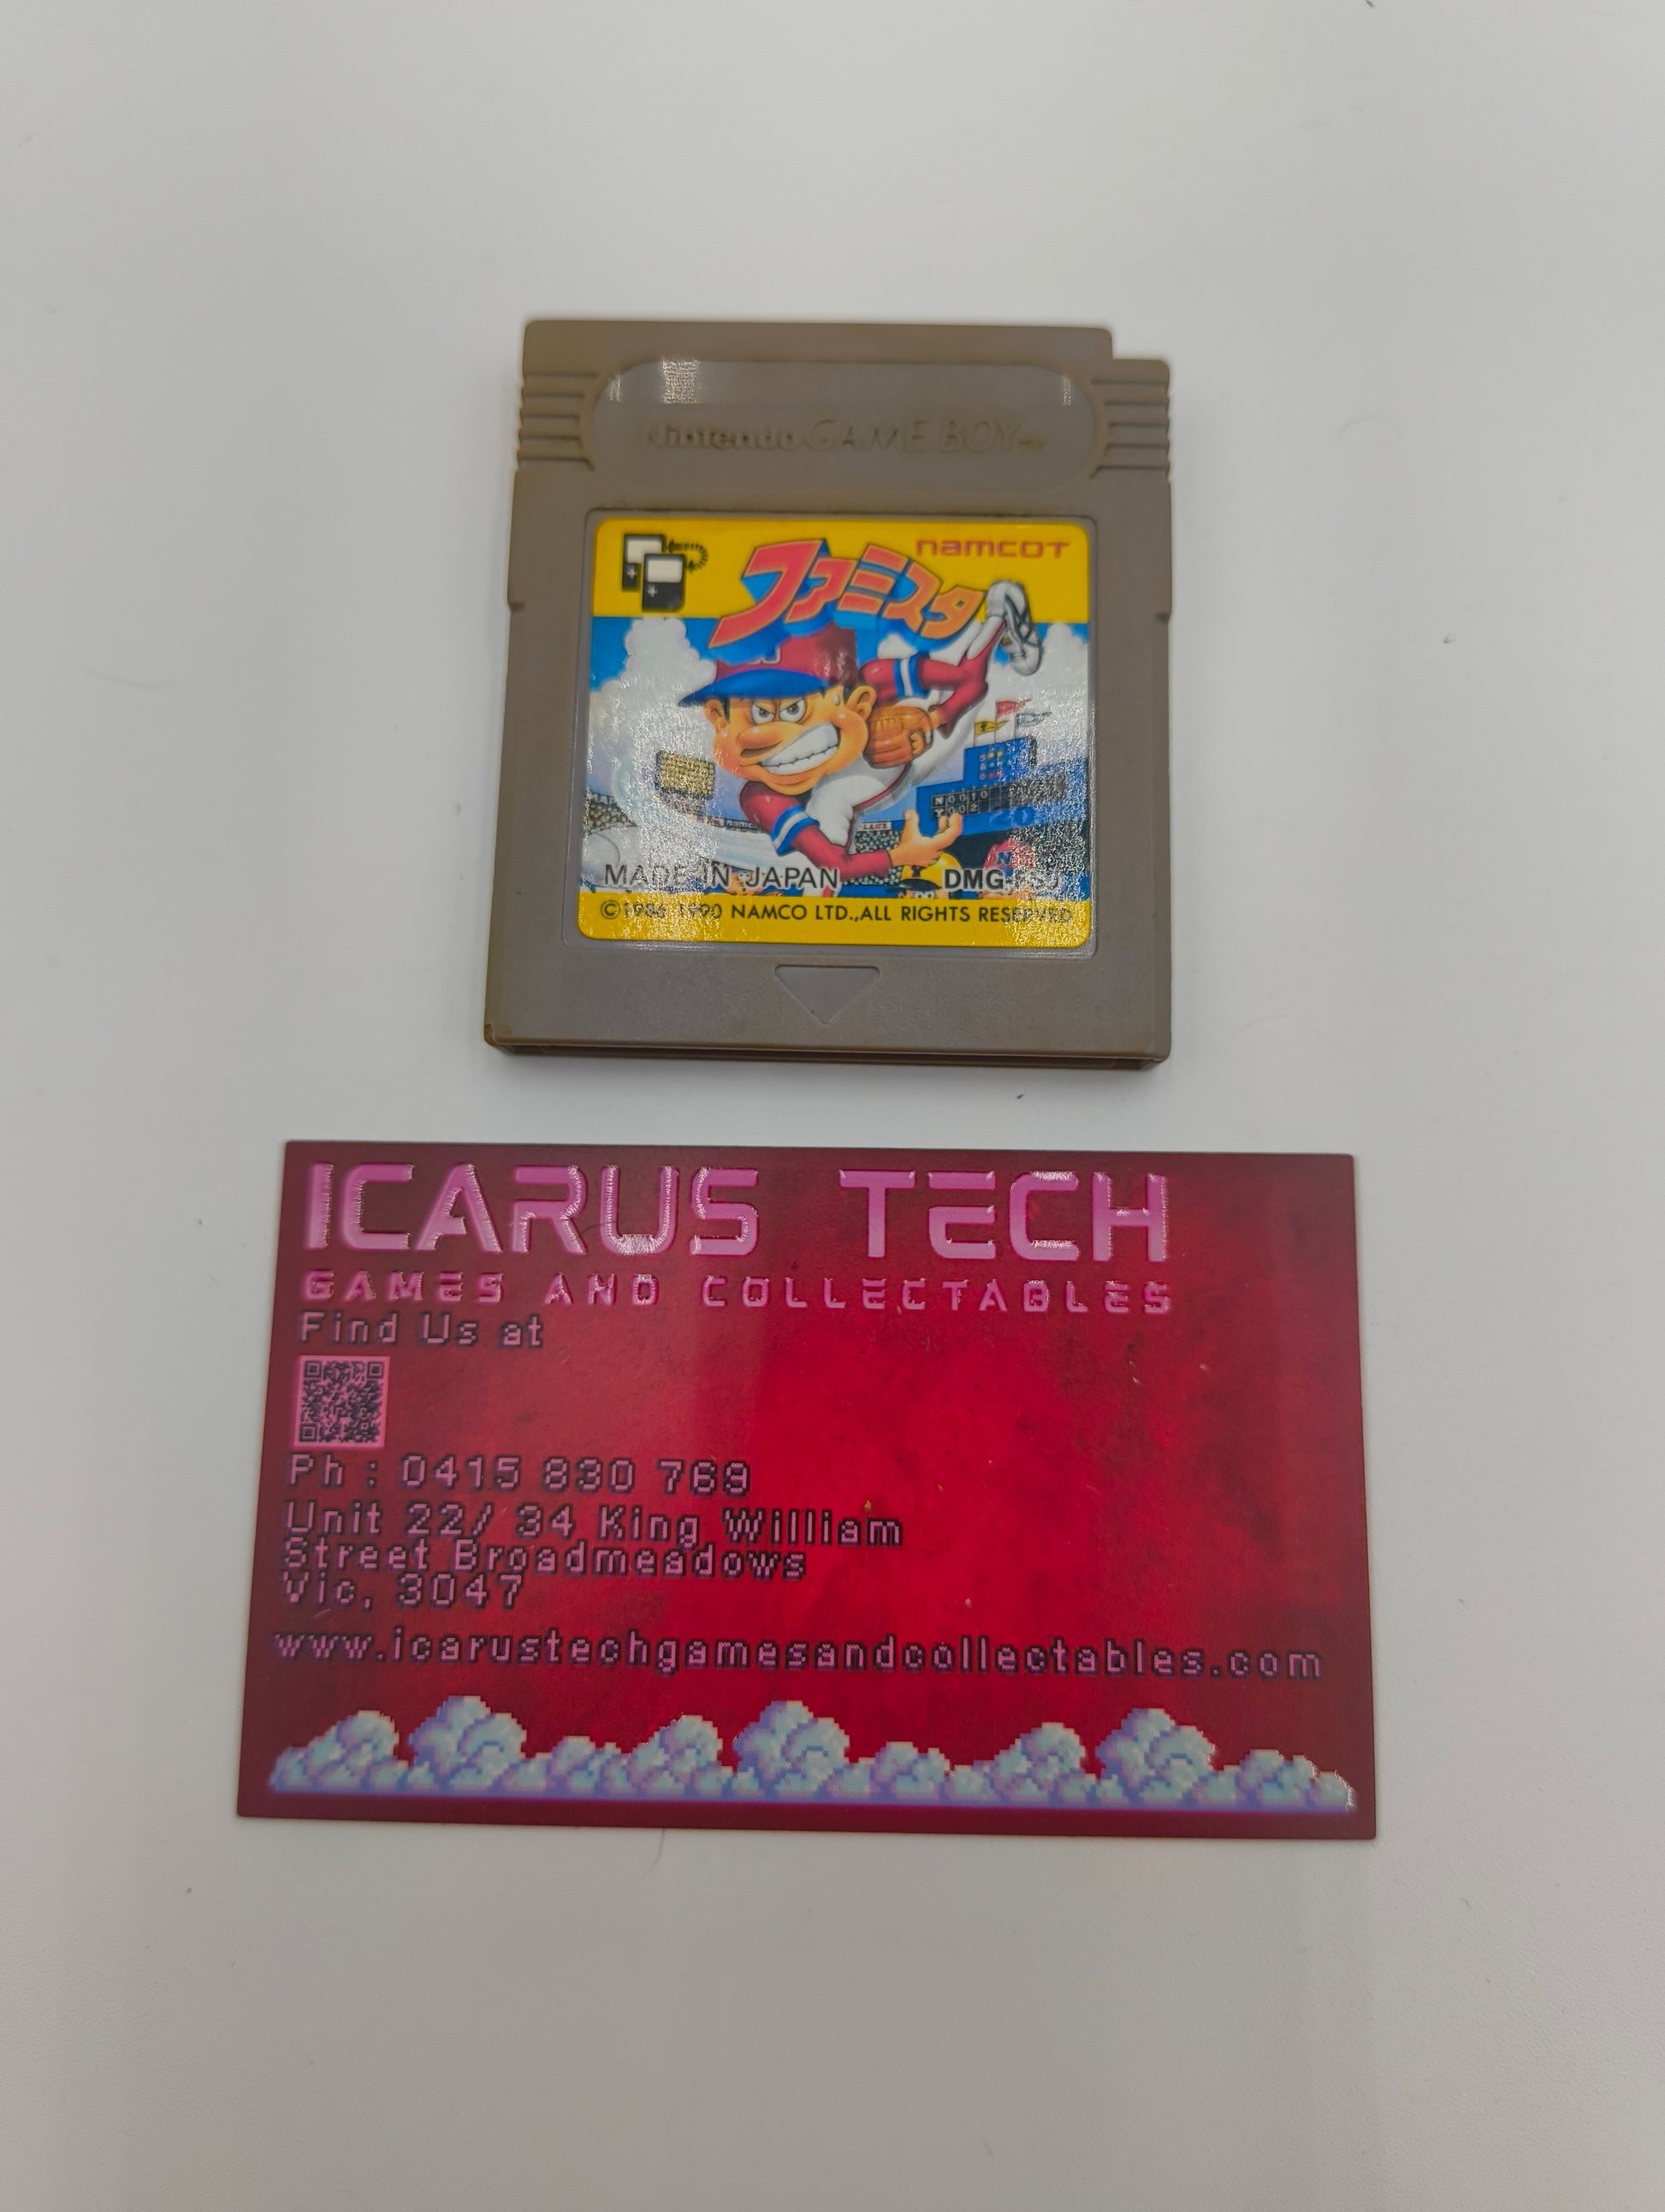 Nintendo GAME BOY™
namcot
ファミスタ
MADE IN JAPAN DMG-
©1986 1990 NAMCO LTD.,ALL RIGHTS RESERVED
ICARUS TECH
GAMES AND COLLECTABLES
Find Us at
Ph : 0415 830 769
Unit 22/ 34 King William
Street Broadmeadows
Vic, 3047
www.icarustechgamesandcollectables.com